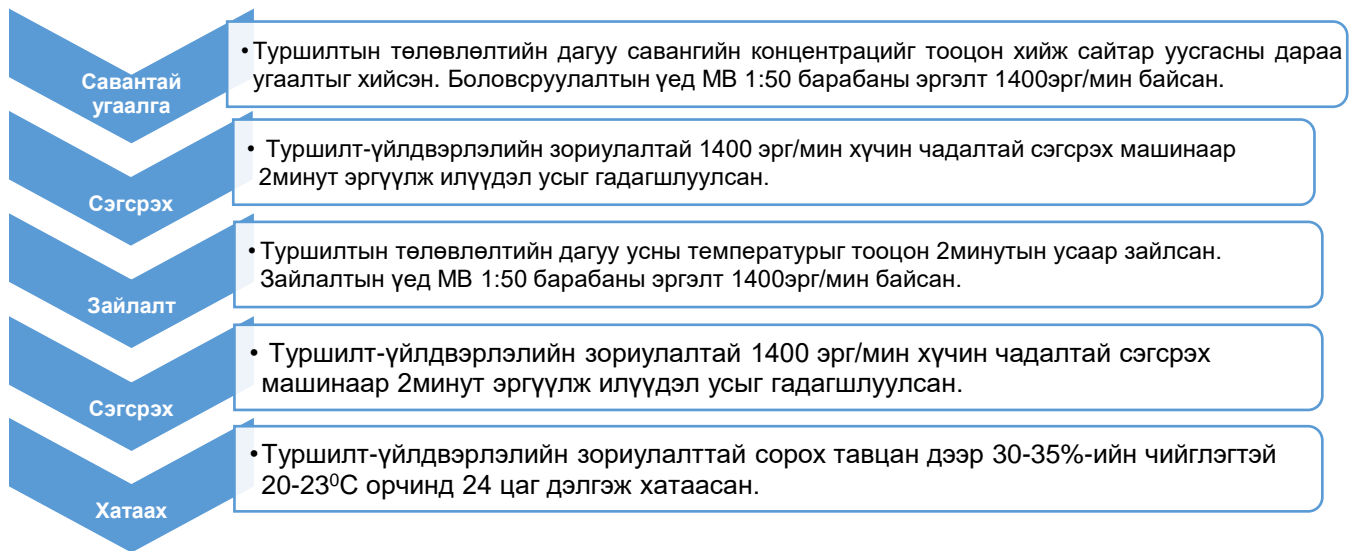 Савантай
угаалга
•Туршилтын төлөвлөлтийн дагуу савангийн концентрацийг тооцон хийж сайтар уусгасны дараа
угаалтыг хийсэн. Боловсруулалтын үед МВ 1:50 барабаны эргэлт 1400эрг/мин байсан.
Сэгсрэх
• Туршилт-үйлдвэрлэлийн зориулалтай 1400 эрг/мин хүчин чадалтай сэгсрэх машинаар
2минут эргүүлж илүүдэл усыг гадагшлуулсан.
Зайлалт
•Туршилтын төлөвлөлтийн дагуу усны температурыг тооцон 2минутын усаар зайлсан.
Зайлалтын үед МВ 1:50 барабаны эргэлт 1400эрг/мин байсан.
Сэгсрэх
• Туршилт-үйлдвэрлэлийн зориулалтай 1400 эрг/мин хүчин чадалтай сэгсрэх
машинаар 2минут эргүүлж илүүдэл усыг гадагшлуулсан.
Хатаах
•Туршилт-үйлдвэрлэлийн зориулалттай сорох тавцан дээр 30-35%-ийн чийглэгтэй
20-23⁰С орчинд 24 цаг дэлгэж хатаасан.